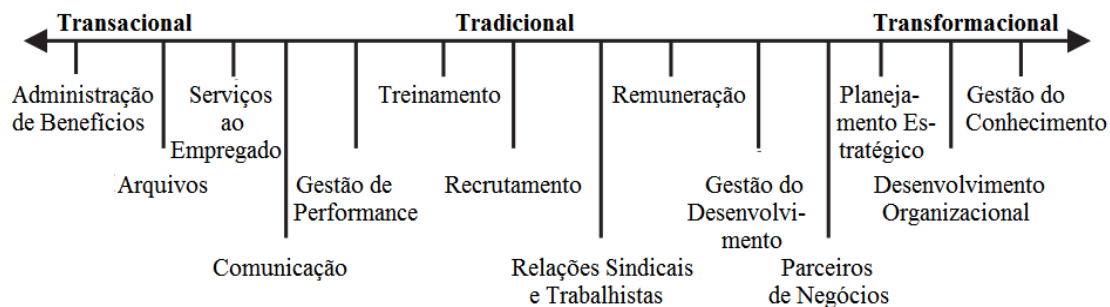 Transacional Tradicional Transformacional
Administração
de Benefícios
Serviços
ao
Empregado
Treinamento
Remuneração
Planeja-
mento Es-
tratégico
Gestão do
Conhecimento
Arquivos
Gestão de
Performance
Recrutamento
Gestão do
Desenvolvi-
mento
Desenvolvimento
Organizacional
Comunicação
Relações Sindicais
e Trabalhistas
Parceiros
de Negócios